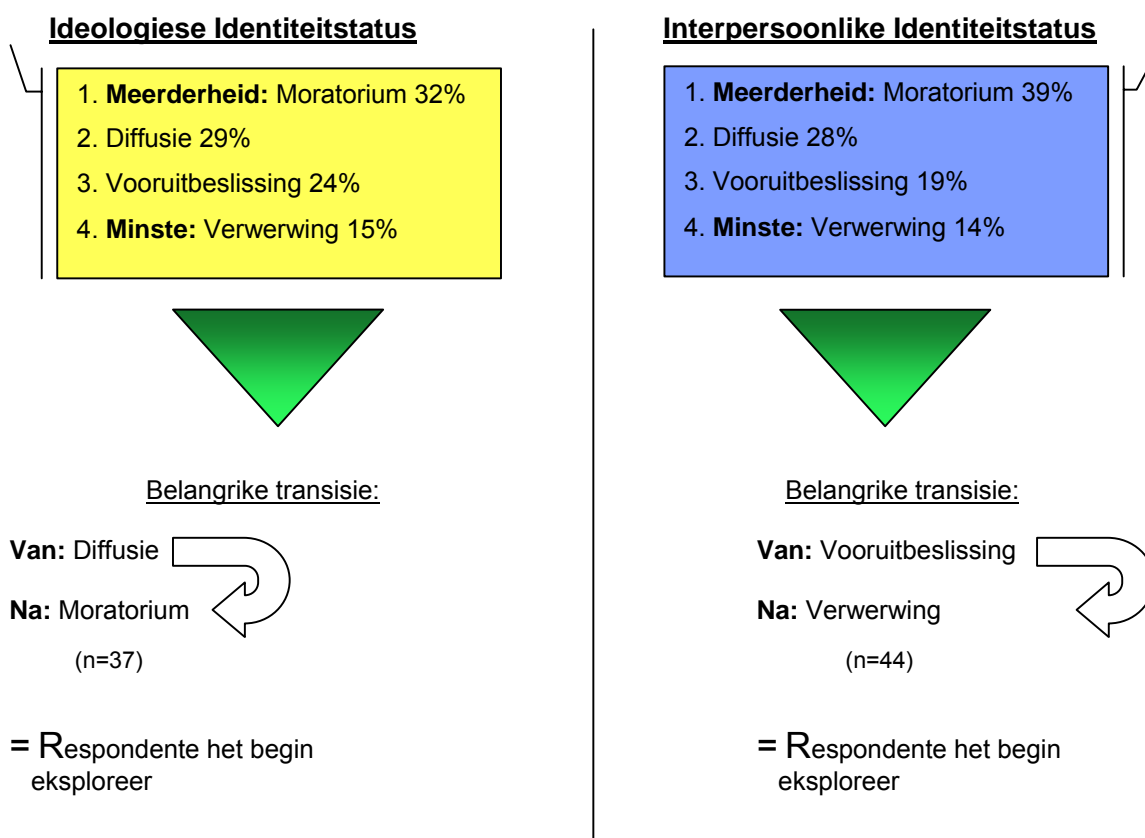 Ideologiese Identiteitstatus
1. Meerderheid: Moratorium 32%
2. Diffusie 29%
3. Vooruitbeslissing 24%
4. Minste: Verwerwing 15%
Belangrike transisie:
Van: Diffusie
Na: Moratorium
(n=37)
= Respondente het begin
eksploreer
Interpersoonlike Identiteitstatus
1. Meerderheid: Moratorium 39%
2. Diffusie 28%
3. Vooruitbeslissing 19%
4. Minste: Verwerwing 14%
Belangrike transisie:
Van: Vooruitbeslissing
Na: Verwerwing
(n=44)
= Respondente het begin
eksploreer